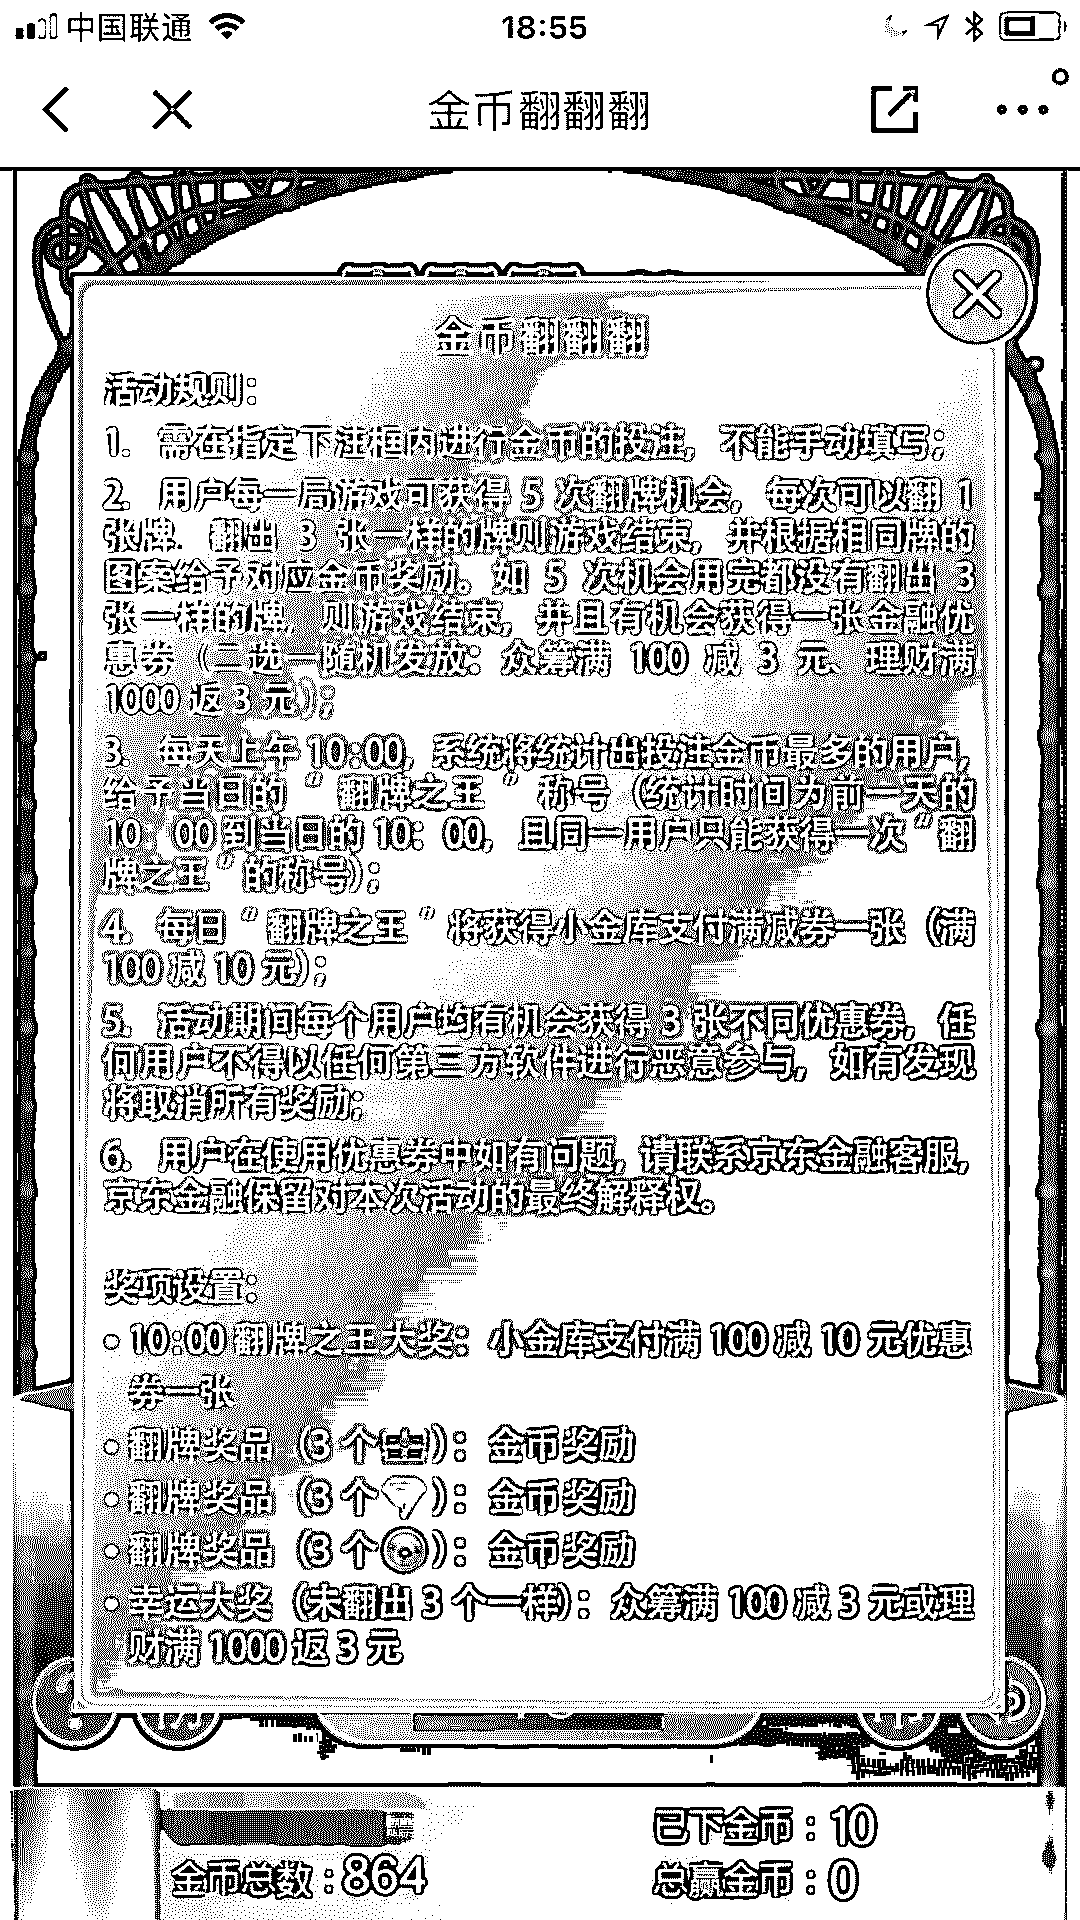 中国联通
18:55
金币翻翻翻
金币翻翻翻
活动规则：
1. 需在指定下注框内进行金币的投注，不能手动填写；
2. 用户每一局游戏可获得 5 次翻牌机会，每次可以翻 1
张牌．翻出 3 张一样的牌则游戏结束，并根据相同牌的
图案给予对应金币奖励。如 5 次机会用完都没有翻出 3
张一样的牌，则游戏结束，并且有机会获得一张金融优
惠券（二选一随机发放：众筹满 100 减 3 元、理财满
1000 返 3 元）；
3. 每天上午 10:00，系统将统计出投注金币最多的用户，
给予当日的 “ 翻牌之王 ” 称号（统计时间为前一天的
10：00 到当日的 10：00，且同一用户只能获得一次 “ 翻
牌之王 ” 的称号）；
4. 每日 “ 翻牌之王 ” 将获得小金库支付满减券一张（满
100 减 10 元）；
5. 活动期间每个用户均有机会获得 3 张不同优惠券，任
何用户不得以任何第三方软件进行恶意参与，如有发现
将取消所有奖励；
6. 用户在使用优惠券中如有问题，请联系京东金融客服，
京东金融保留对本次活动的最终解释权。
奖项设置：
10:00 翻牌之王大奖：小金库支付满 100 减 10 元优惠
券一张
翻牌奖品（3 个）：金币奖励
翻牌奖品（3 个）：金币奖励
翻牌奖品（3 个）：金币奖励
幸运大奖（未翻出 3 个一样）：众筹满 100 减 3 元或理
财满 1000 返 3 元
已下金币：10
金币总数：864
总赢金币：0